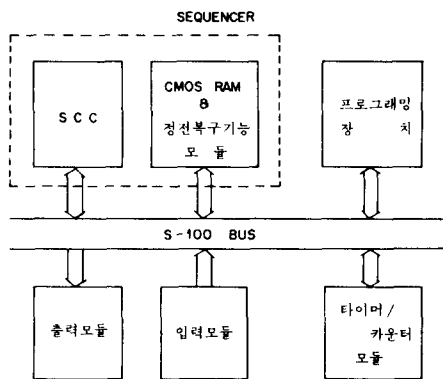 SEQUENCER
S C C
CMOS RAM
&
정전복구기능
모 듈
프로그래밍
장 치
S-100 BUS
출력모듈
입력모듈
타이머/
카운터
모듈